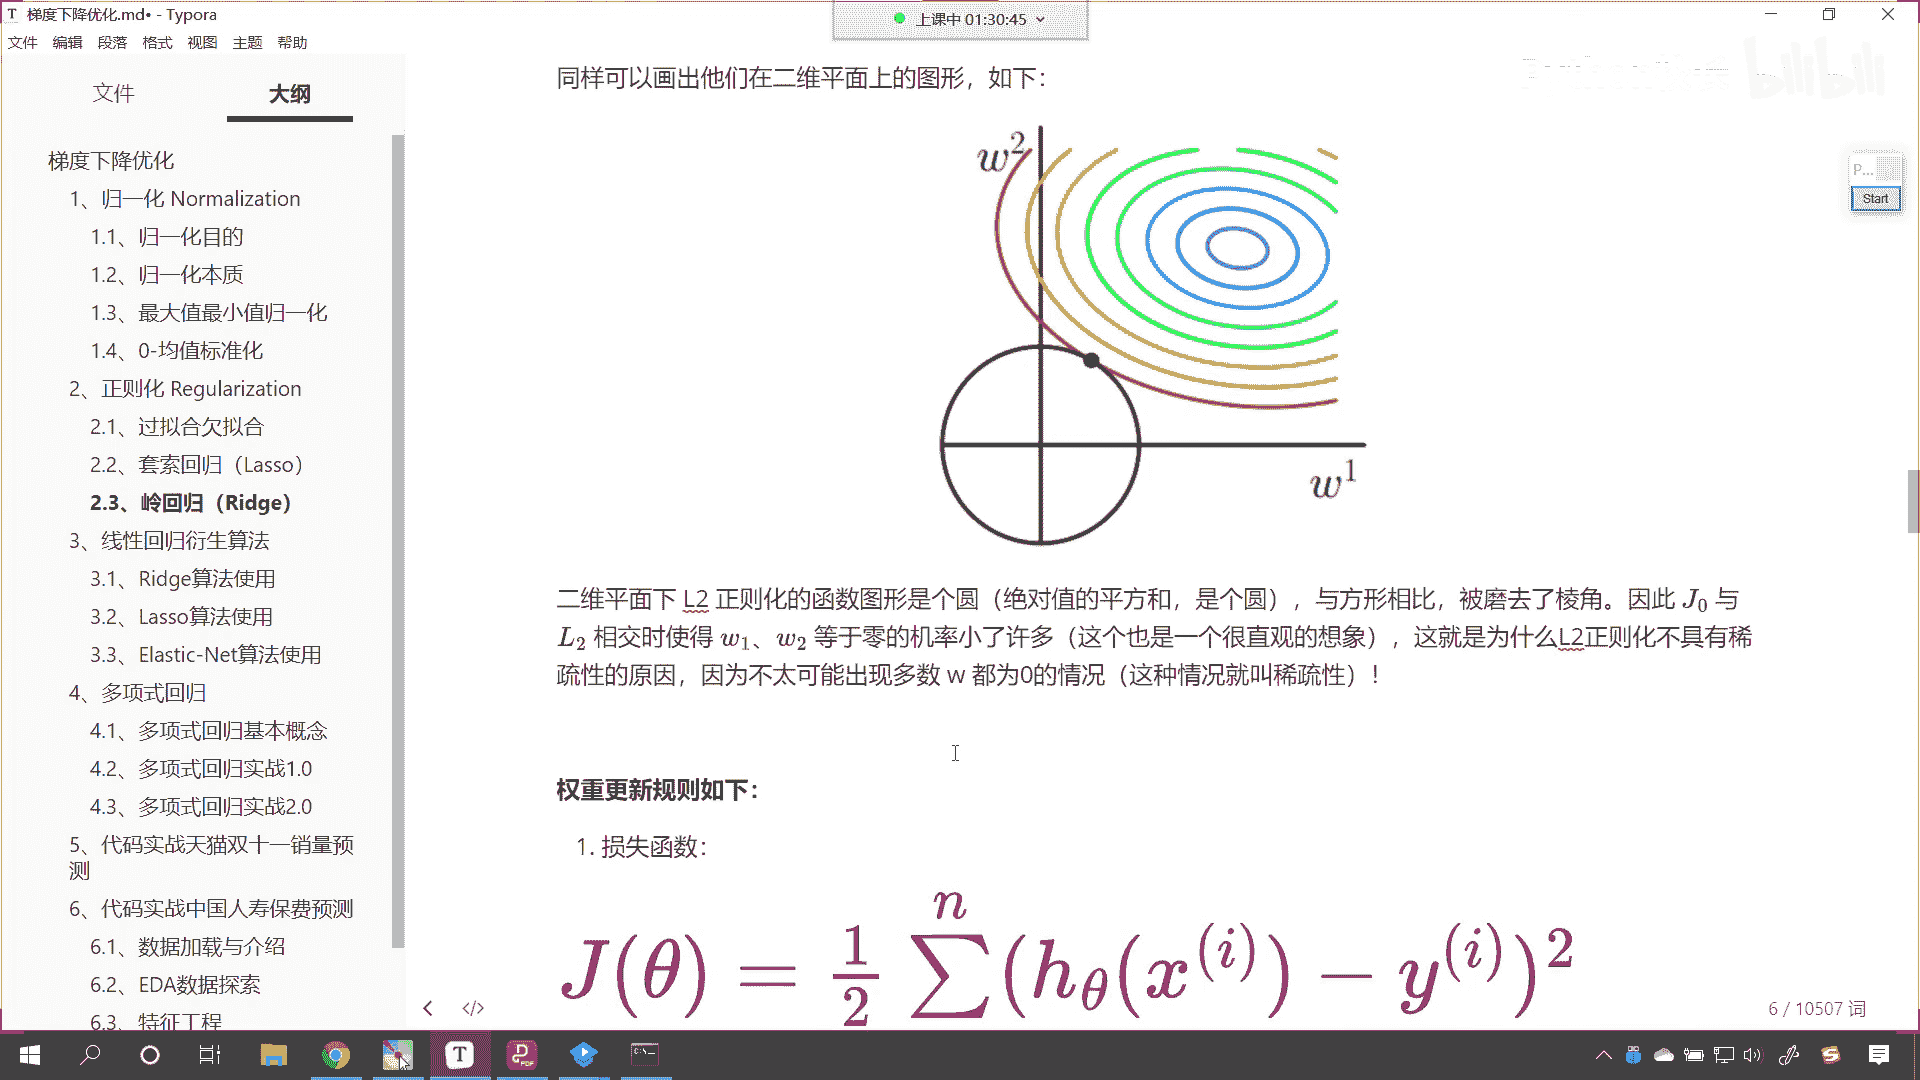 梯度下降优化.md• - Typora
上课中 01:30:45
文件 编辑 段落 格式 视图 主题 帮助
文件 大纲
梯度下降优化
1、归一化 Normalization
1.1、归一化目的
1.2、归一化本质
1.3、最大值最小值归一化
1.4、0-均值标准化
2、正则化 Regularization
2.1、过拟合欠拟合
2.2、套索回归（Lasso）
2.3、岭回归（Ridge）
3、线性回归衍生算法
3.1、Ridge算法使用
3.2、Lasso算法使用
3.3、Elastic-Net算法使用
4、多项式回归
4.1、多项式回归基本概念
4.2、多项式回归实战1.0
4.3、多项式回归实战2.0
5、代码实战天猫双十一销量预
测
6、代码实战中国人寿保费预测
6.1、数据加载与介绍
6.2、EDA数据探索
6.3、特征工程
同样可以画出他们在二维平面上的图形，如下：
bilibili
P...
Start
w²
w¹
二维平面下 L2 正则化的函数图形是个圆（绝对值的平方和，是个圆），与方形相比，被磨去了棱角。因此 J₀ 与
L₂ 相交时使得 w₁、w₂ 等于零的机率小了许多（这个也是一个很直观的想象），这就是为什么L2正则化不具有稀
疏性的原因，因为不太可能出现多数 w 都为0的情况（这种情况就叫稀疏性）！
权重更新规则如下：
1. 损失函数：
n
J(θ) = 1/2 ∑(h_θ(x^(i)) − y^(i))²
6 / 10507 词